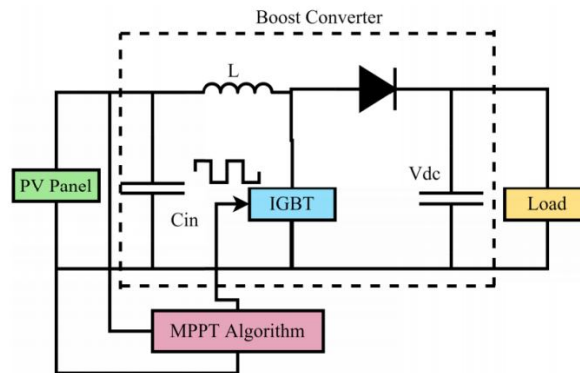 Boost Converter
L
PV Panel
Cin
IGBT
Vdc
Load
MPPT Algorithm